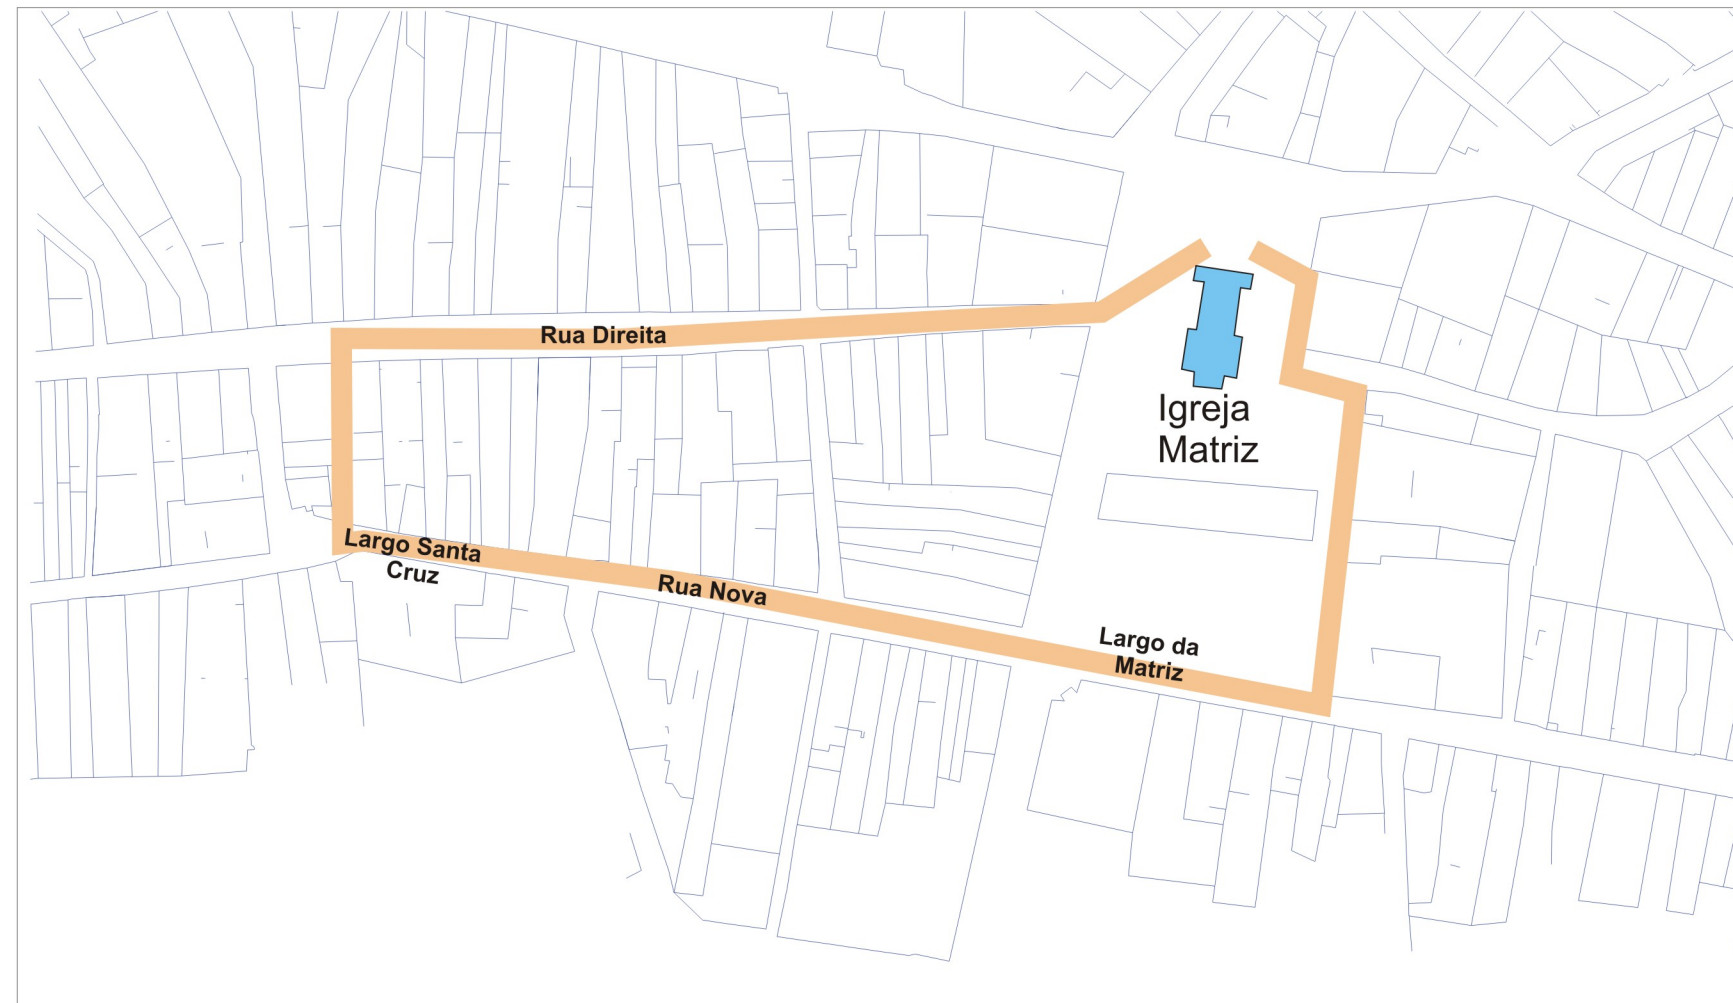 Rua Direita
Igreja
Matriz
Largo Santa
Cruz
Rua Nova
Largo da
Matriz